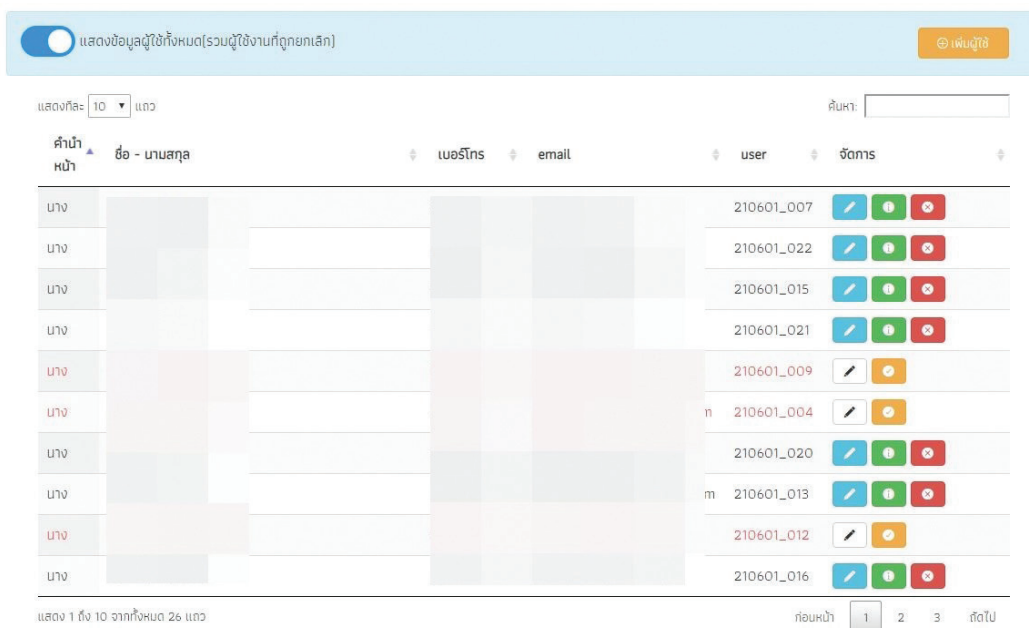 แสดงข้อมูลผู้ใช้ทั้งหมด(รวมผู้ใช้งานที่ถูกยกเลิก)
เพิ่มผู้ใช้
แสดงทีละ 10 แถว
ค้นหา:
คำนำหน้า ชื่อ - นามสกุล เบอร์โทร email user จัดการ
นาง 210601_007
นาง 210601_022
นาง 210601_015
นาง 210601_021
นาง 210601_009
นาง m 210601_004
นาง 210601_020
นาง m 210601_013
นาง 210601_012
นาง 210601_016
แสดง 1 ถึง 10 จากทั้งหมด 26 แถว
ก่อนหน้า 1 2 3 ถัดไป